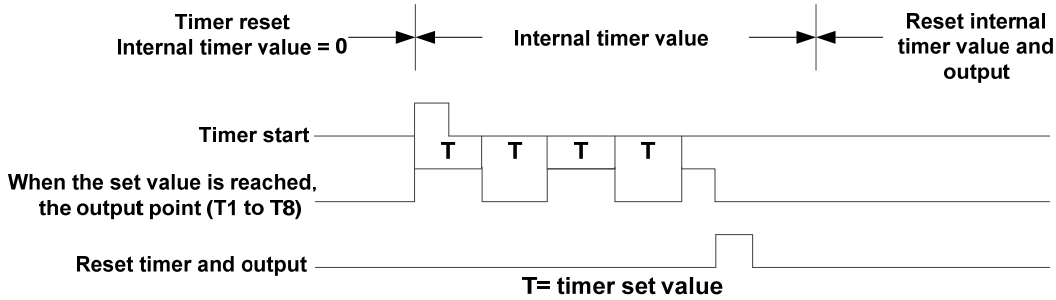 Timer reset
Internal timer value = 0
Internal timer value
Reset internal
timer value and
output
Timer start
T T T T
When the set value is reached,
the output point (T1 to T8)
Reset timer and output
T= timer set value